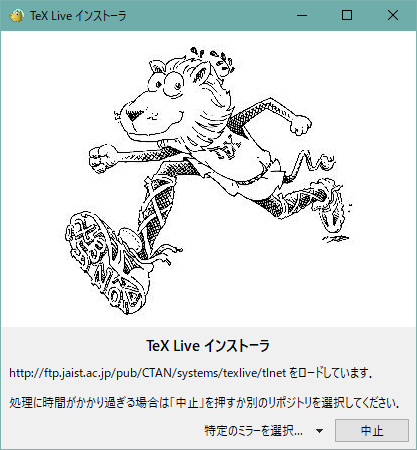 TeX Live インストーラ
TeX Live インストーラ
http://ftp.jaist.ac.jp/pub/CTAN/systems/texlive/tlnet をロードしています.
処理に時間がかかり過ぎる場合は「中止」を押すか別のリポジトリを選択してください.
特定のミラーを選択...
中止